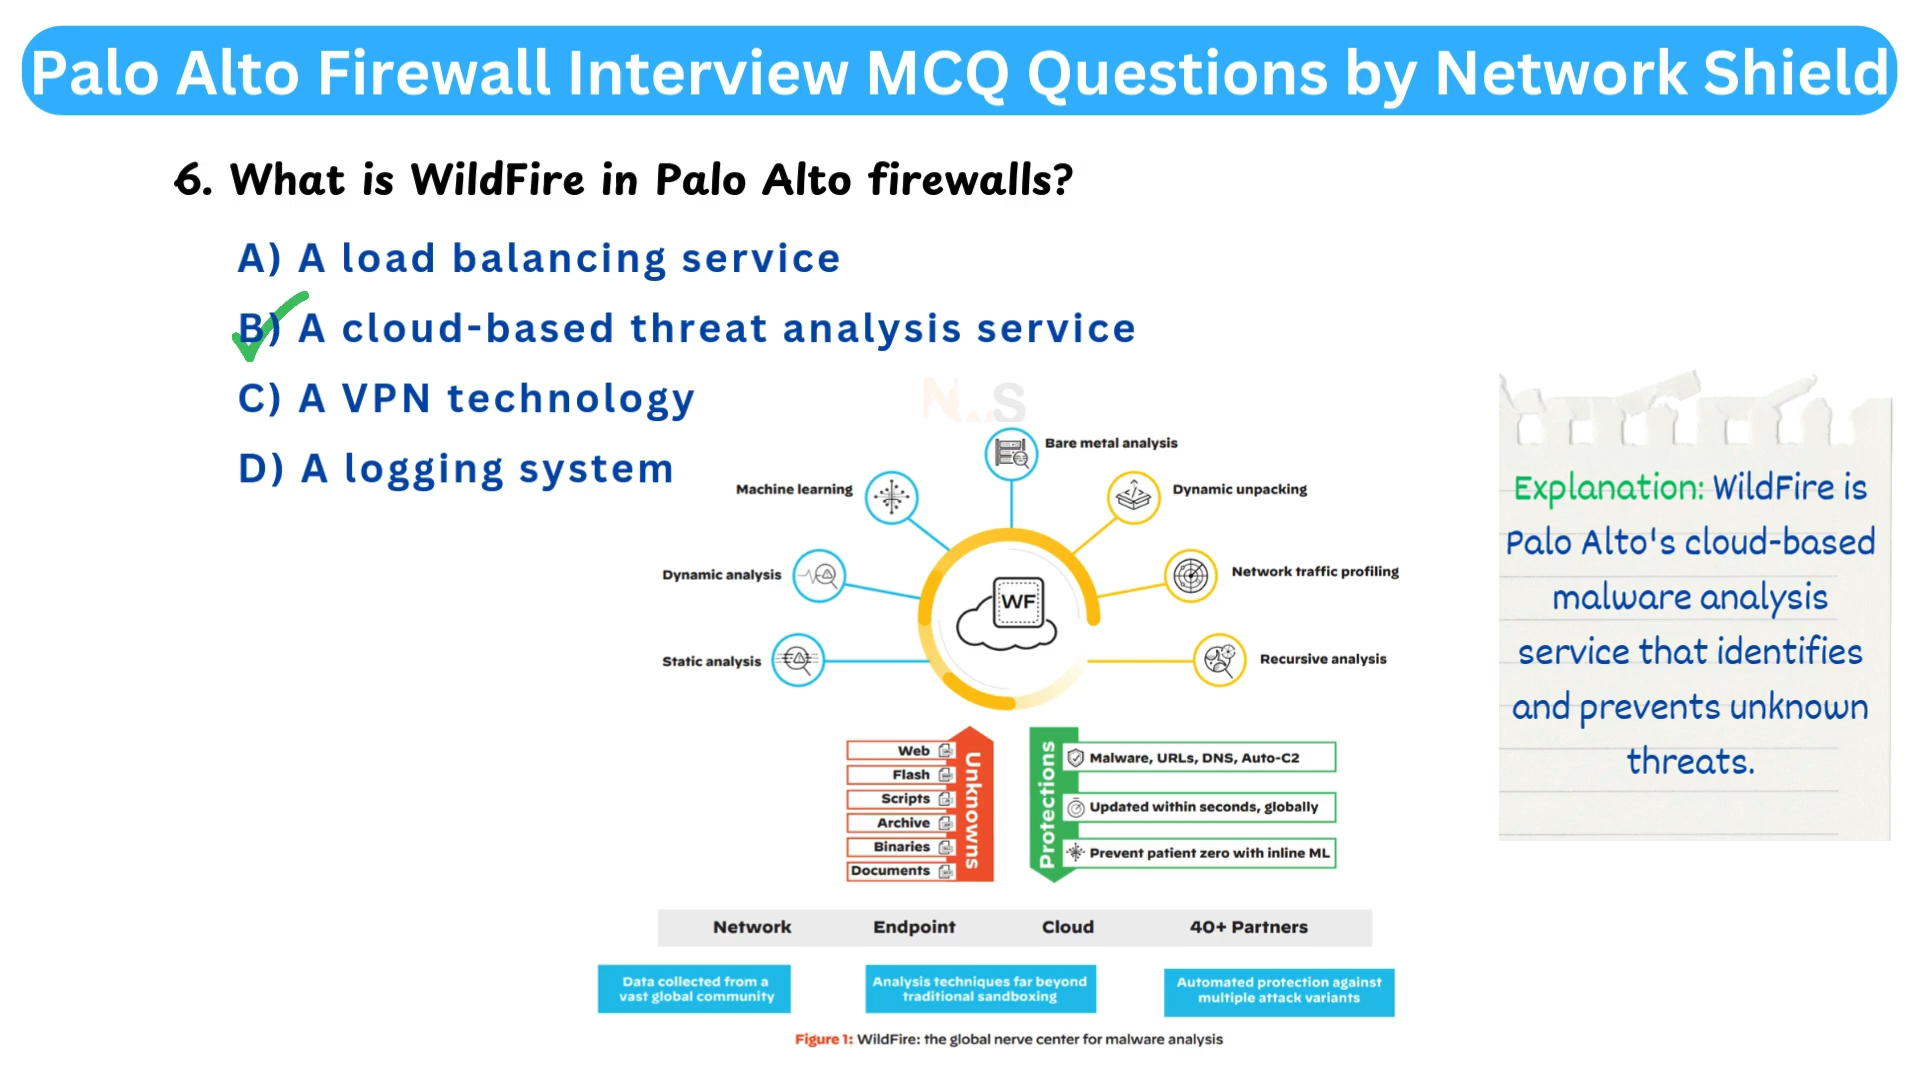 Palo Alto Firewall Interview MCQ Questions by Network Shield
6. What is WildFire in Palo Alto firewalls?
A) A load balancing service
B) A cloud-based threat analysis service
C) A VPN technology
D) A logging system
N..S
Bare metal analysis
Machine learning
Dynamic unpacking
Dynamic analysis
Network traffic profiling
Static analysis
Recursive analysis
WF
Explanation: WildFire is
Palo Alto's cloud-based
malware analysis
service that identifies
and prevents unknown
threats.
Web
Flash
Scripts
Archive
Binaries
Documents
Unknowns
Protections
Malware, URLs, DNS, Auto-C2
Updated within seconds, globally
Prevent patient zero with inline ML
Network Endpoint Cloud 40+ Partners
Data collected from a
vast global community
Analysis techniques far beyond
traditional sandboxing
Automated protection against
multiple attack variants
Figure 1: WildFire: the global nerve center for malware analysis